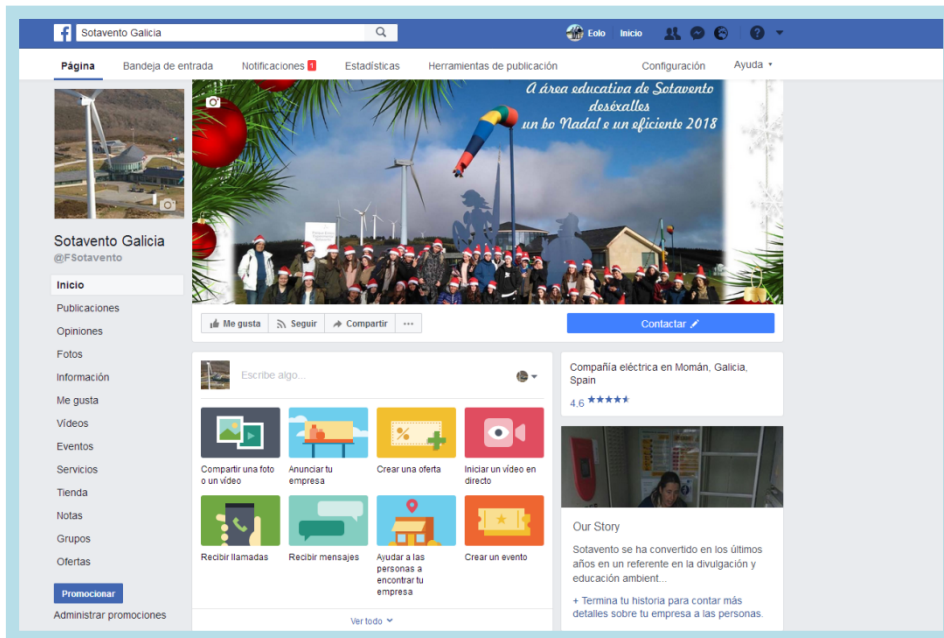 Sotavento Galicia
Eolo Inicio
Página Bandeja de entrada Notificaciones 1 Estadísticas Herramientas de publicación Configuración Ayuda
A área educativa de Sotavento
deséxalles
un bo Nadal e un eficiente 2018
Sotavento Galicia
@FSotavento
Inicio
Publicaciones
Opiniones
Fotos
Información
Me gusta
Vídeos
Eventos
Servicios
Tienda
Notas
Grupos
Ofertas
Promocionar
Administrar promociones
Me gusta Seguir Compartir ...
Contactar
Escribe algo...
Compartir una foto
o un vídeo
Anunciar tu
empresa
Crear una oferta
Iniciar un vídeo en
directo
Recibir llamadas
Recibir mensajes
Ayudar a las
personas a
encontrar tu
empresa
Crear un evento
Ver todo
Compañía eléctrica en Momán, Galicia,
Spain
4.6
Our Story
Sotavento se ha convertido en los últimos
años en un referente en la divulgación y
educación ambient...
+ Termina tu historia para contar más
detalles sobre tu empresa a las personas.